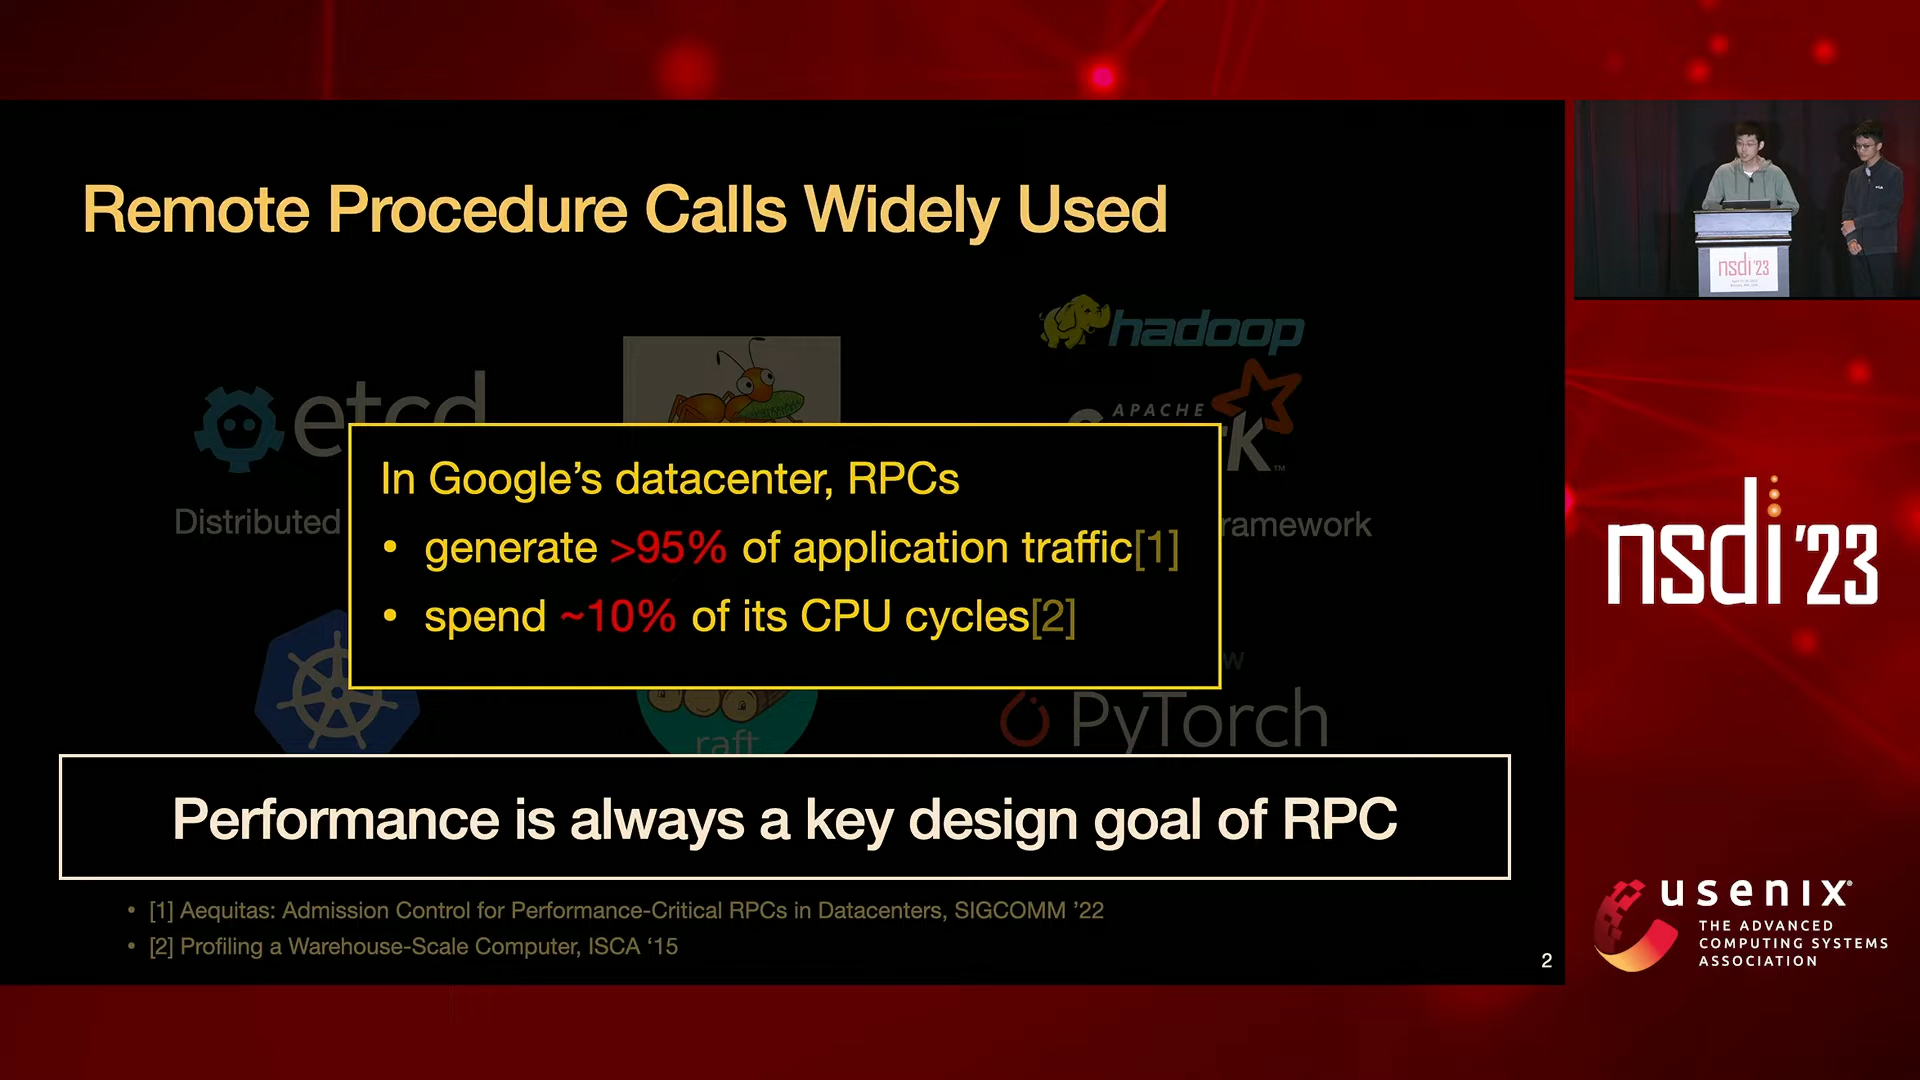 Remote Procedure Calls Widely Used
hadoop
etcd
APACHE
rk™
In Google's datacenter, RPCs
• generate >95% of application traffic[1]
• spend ~10% of its CPU cycles[2]
Distributed
ramework
w
raft
PyTorch
Performance is always a key design goal of RPC
• [1] Aequitas: Admission Control for Performance-Critical RPCs in Datacenters, SIGCOMM '22
• [2] Profiling a Warehouse-Scale Computer, ISCA ‘15
2
nsdi'23
nsdi'23
usenix®
THE ADVANCED
COMPUTING SYSTEMS
ASSOCIATION